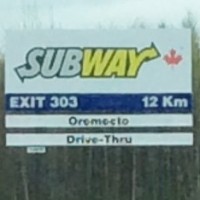 SUBWAY
EXIT 303 12 Km
Oromocto
Drive-Thru